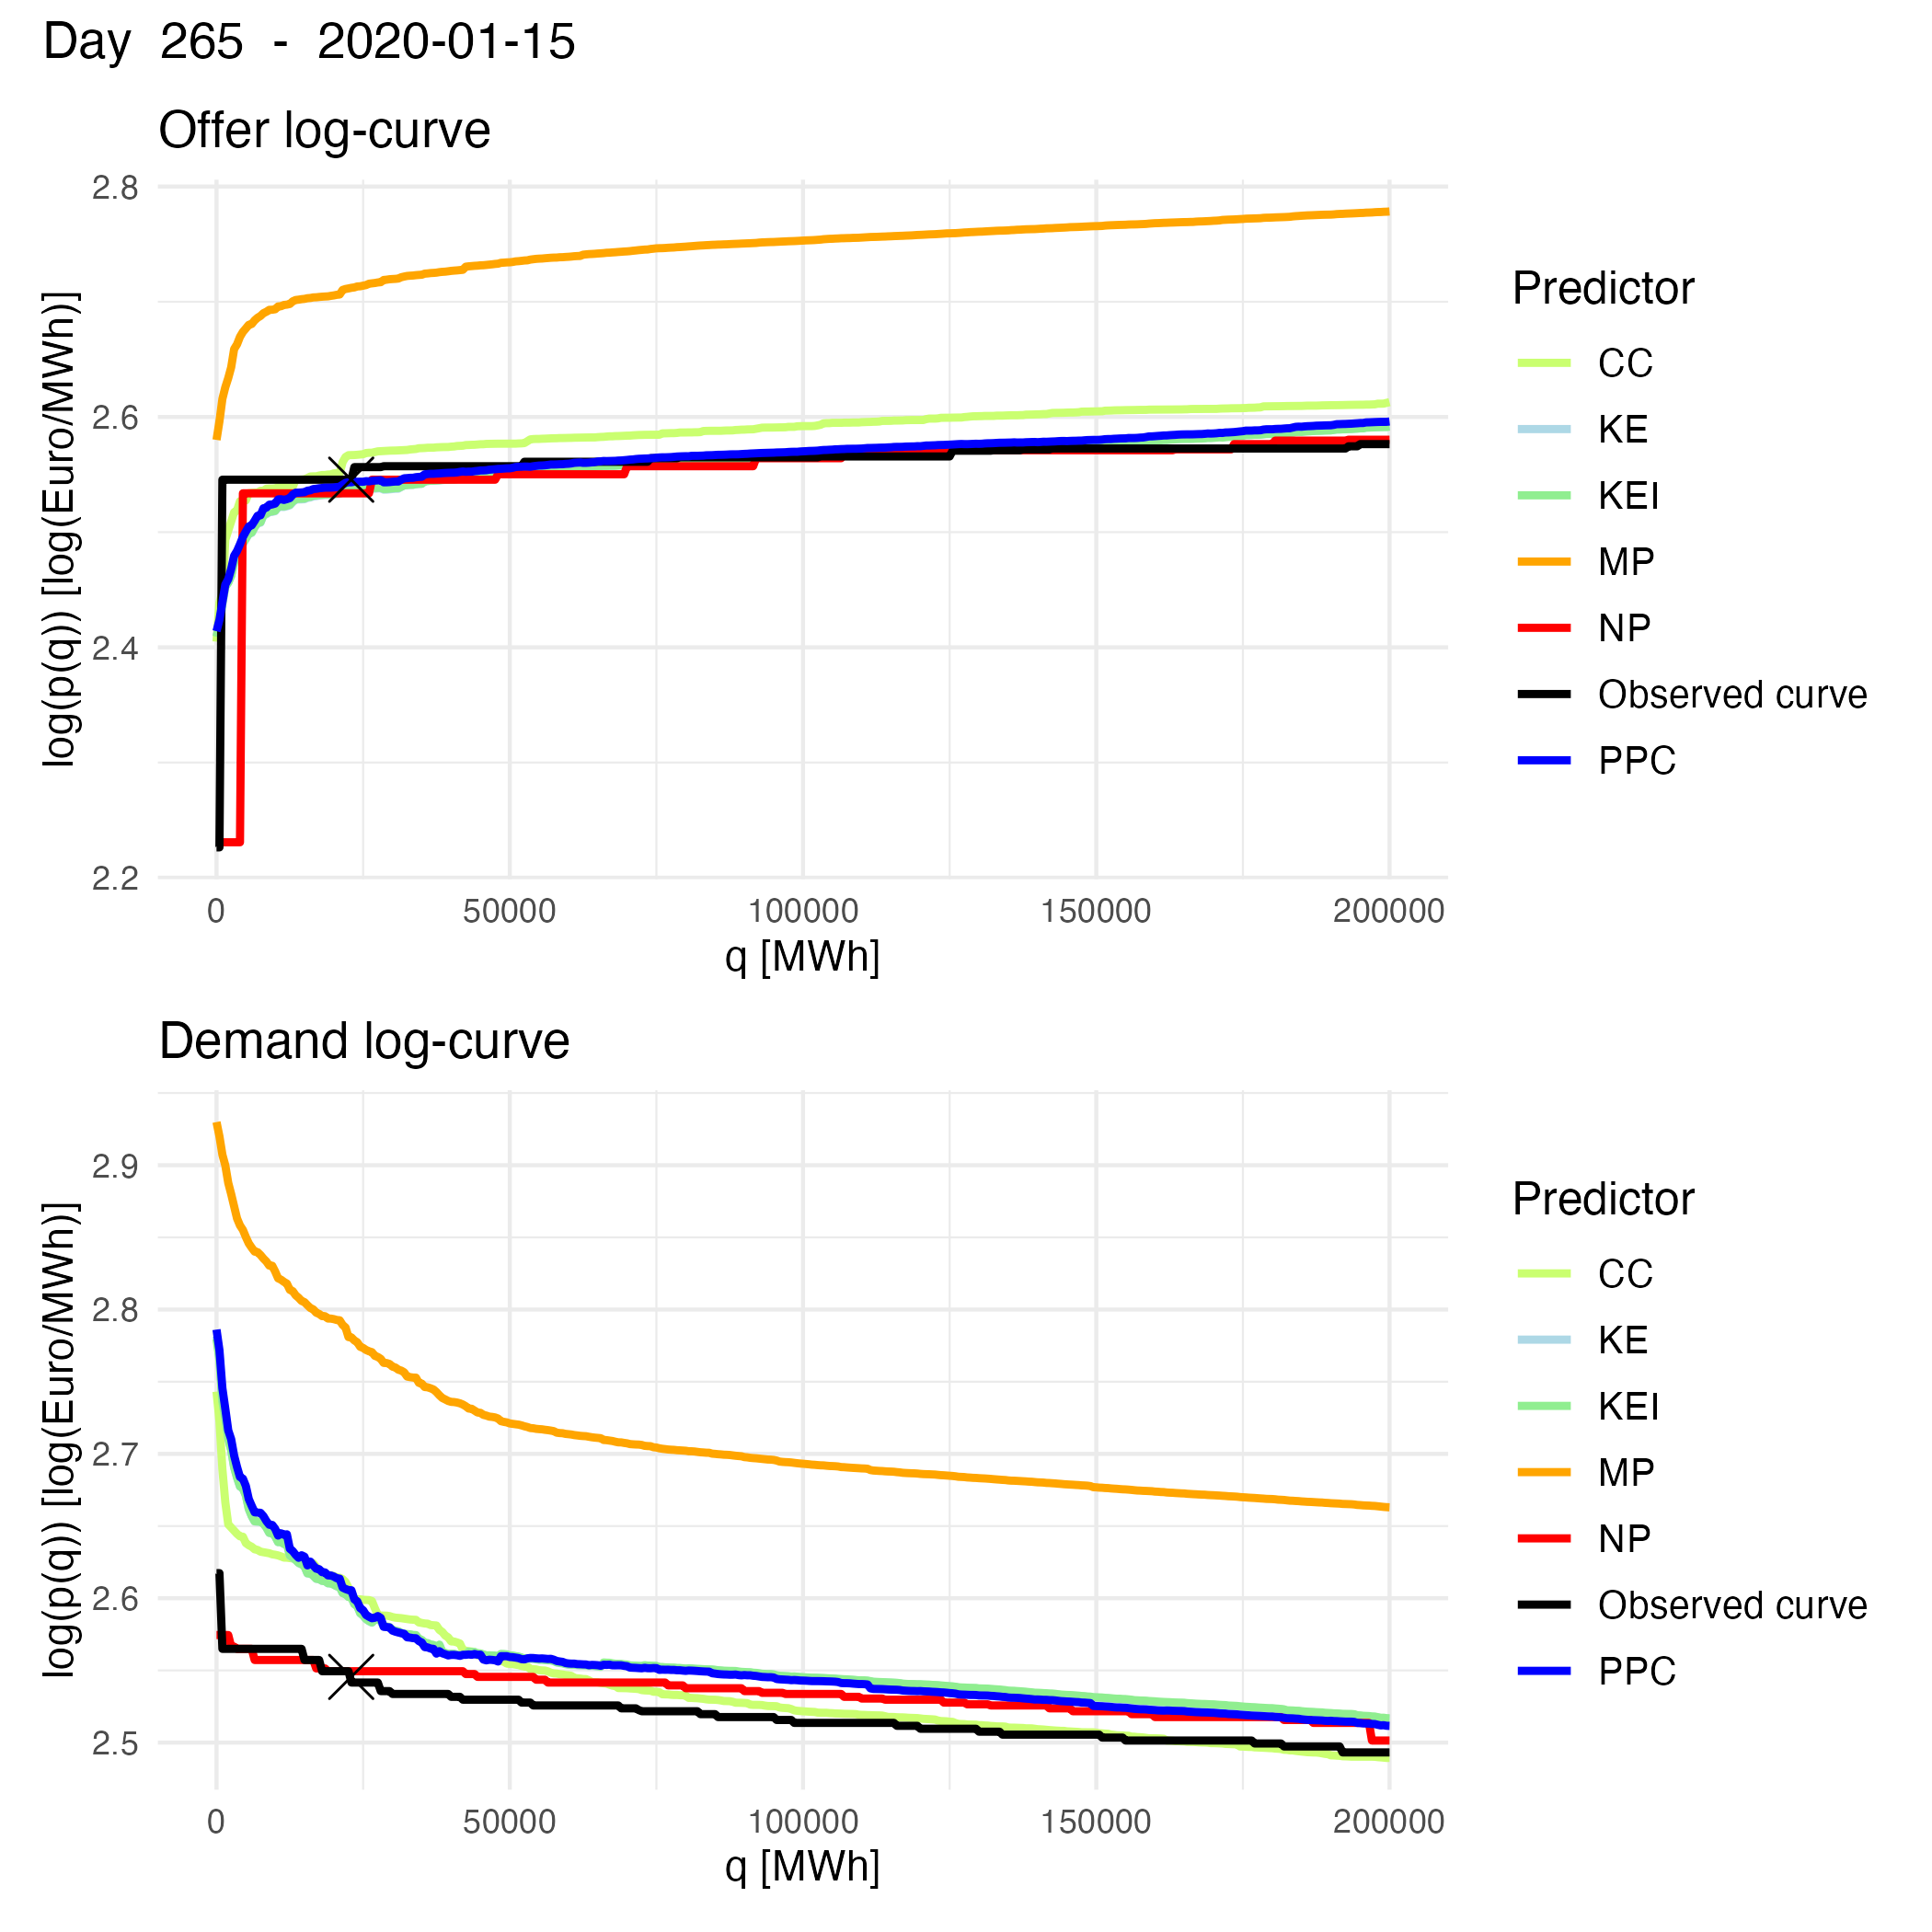 Day 265 - 2020-01-15
Offer log-curve
log(p(q)) [log(Euro/MWh)]
2.8
2.6
2.4
2.2
0 50000 100000 150000 200000
q [MWh]
Predictor
CC
KE
KEI
MP
NP
Observed curve
PPC
Demand log-curve
log(p(q)) [log(Euro/MWh)]
2.9
2.8
2.7
2.6
2.5
0 50000 100000 150000 200000
q [MWh]
Predictor
CC
KE
KEI
MP
NP
Observed curve
PPC